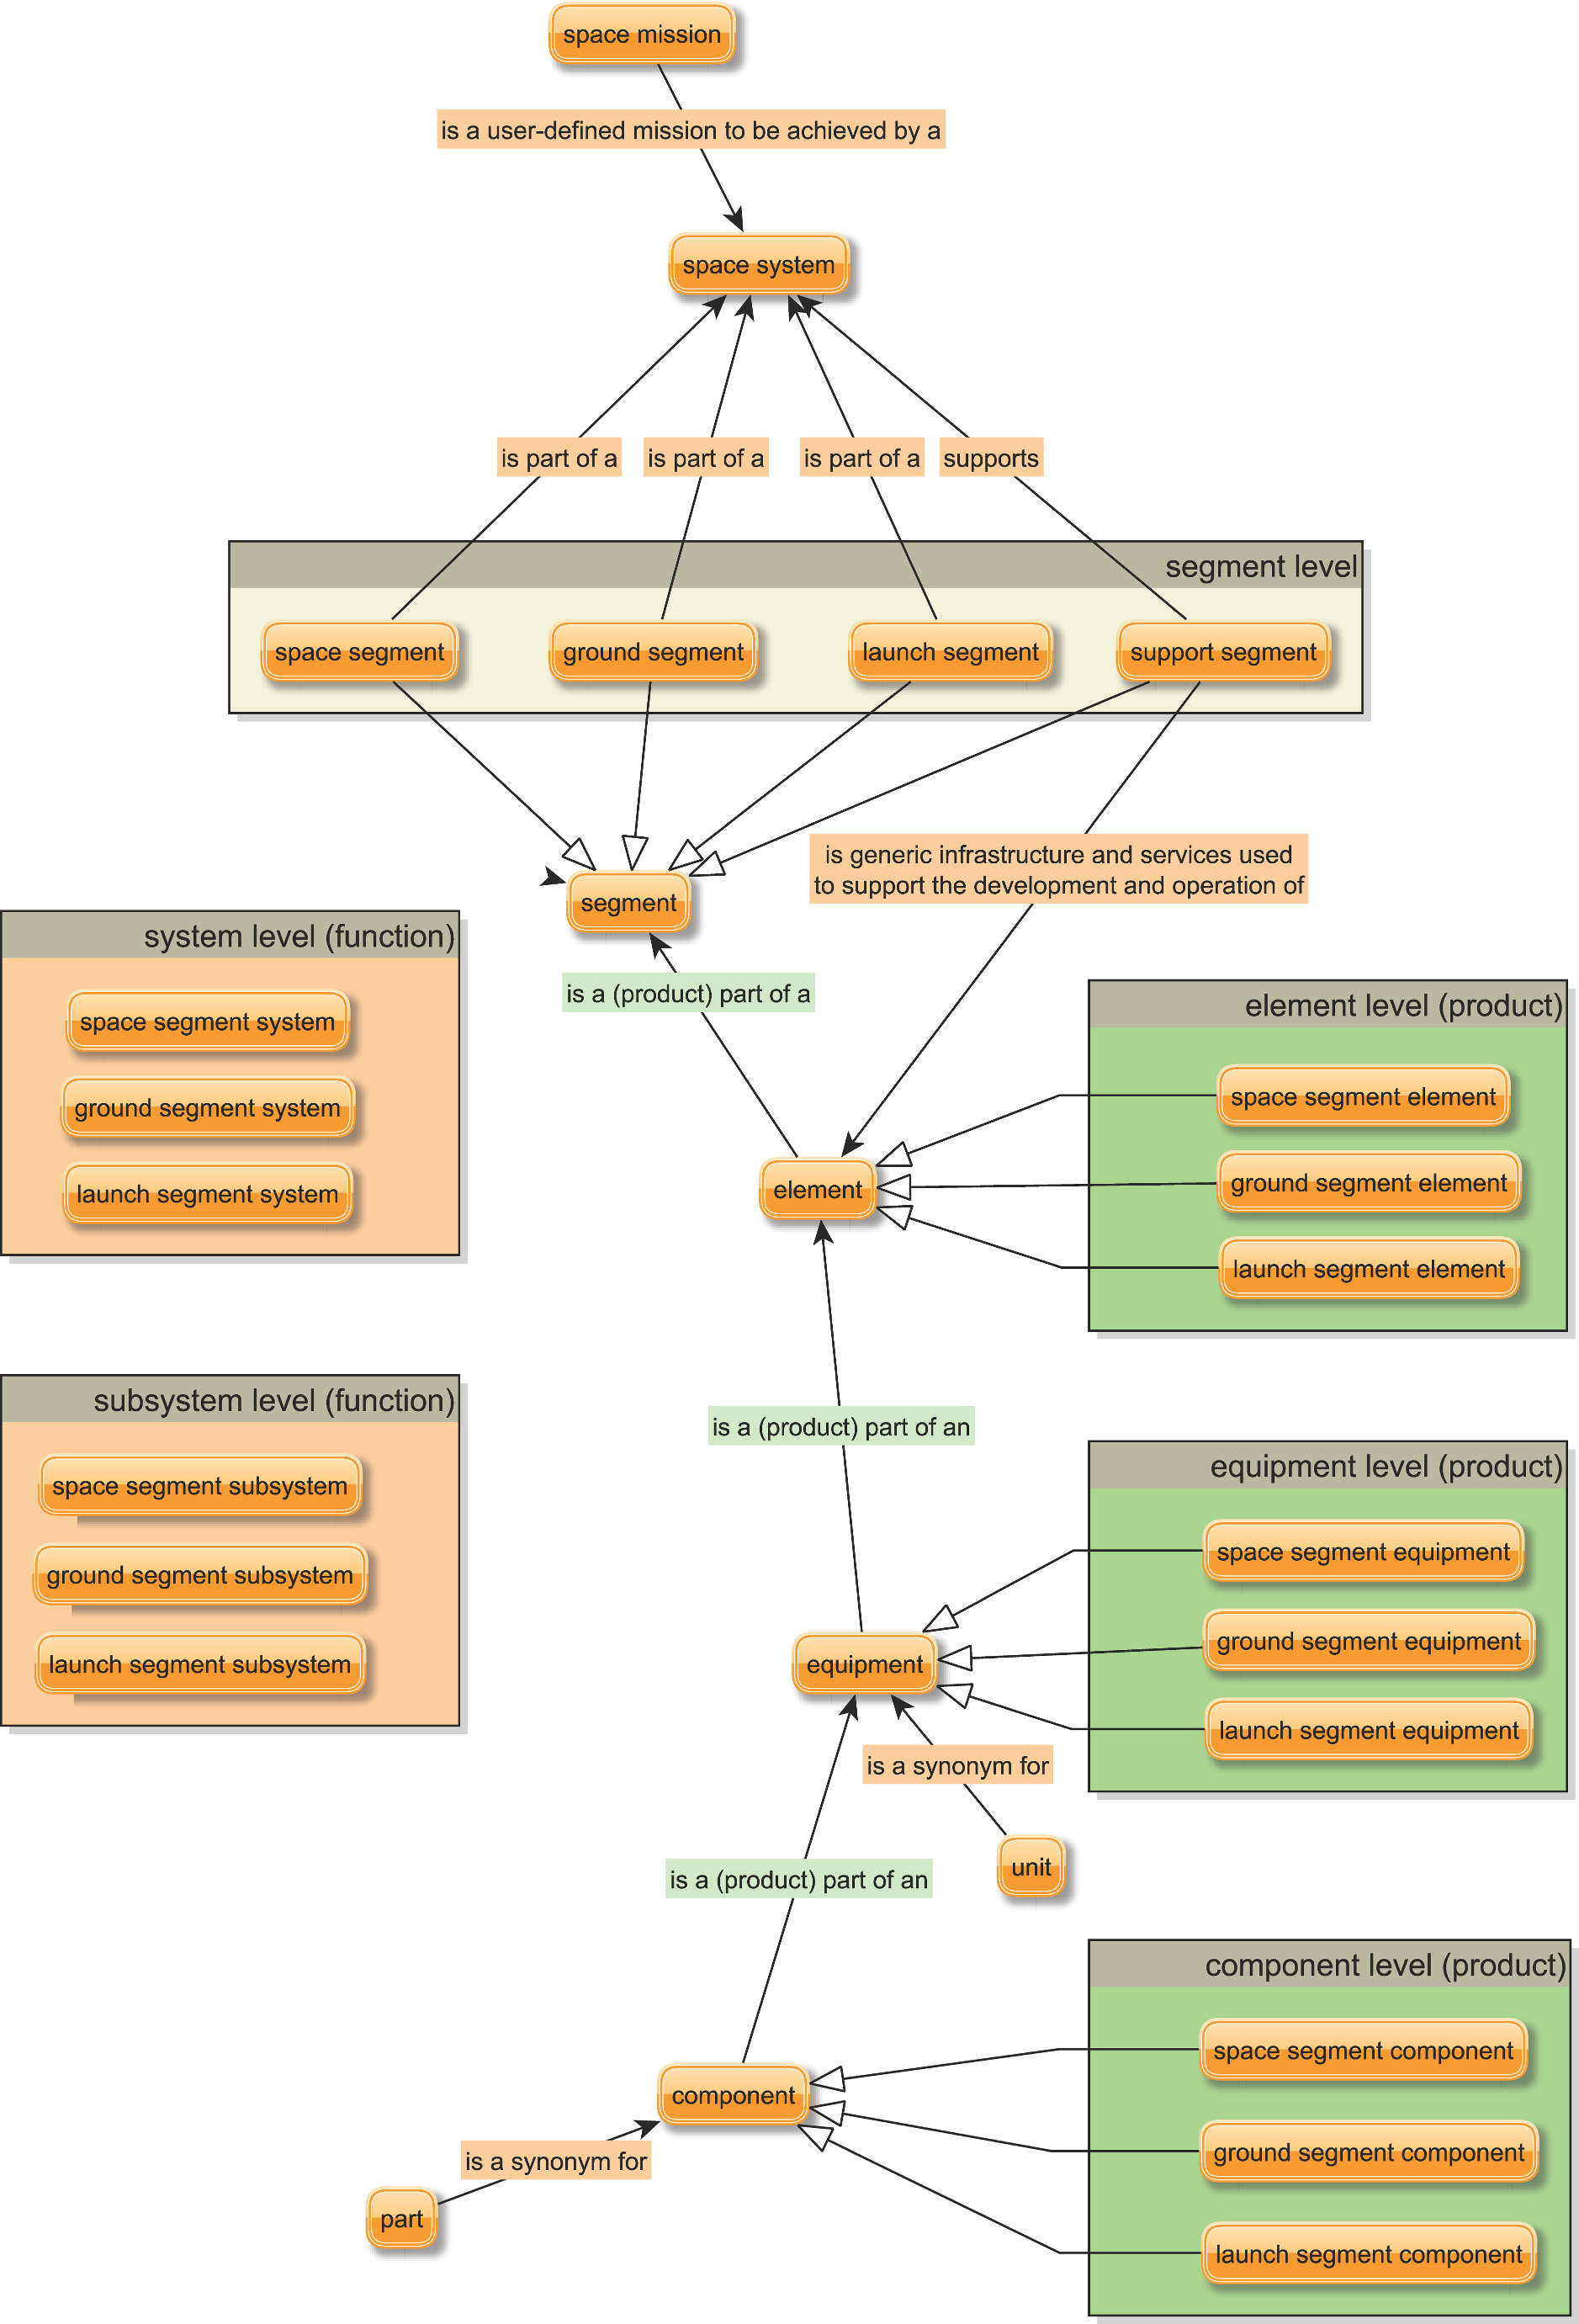 space mission
is a user-defined mission to be achieved by a
space system
is part of a
is part of a
is part of a
supports
segment level
space segment
ground segment
launch segment
support segment
is generic infrastructure and services used
to support the development and operation of
segment
system level (function)
space segment system
ground segment system
launch segment system
is a (product) part of a
element level (product)
space segment element
ground segment element
launch segment element
element
subsystem level (function)
space segment subsystem
ground segment subsystem
launch segment subsystem
is a (product) part of an
equipment level (product)
space segment equipment
ground segment equipment
launch segment equipment
equipment
is a synonym for
unit
is a (product) part of an
component level (product)
space segment component
ground segment component
launch segment component
component
is a synonym for
part